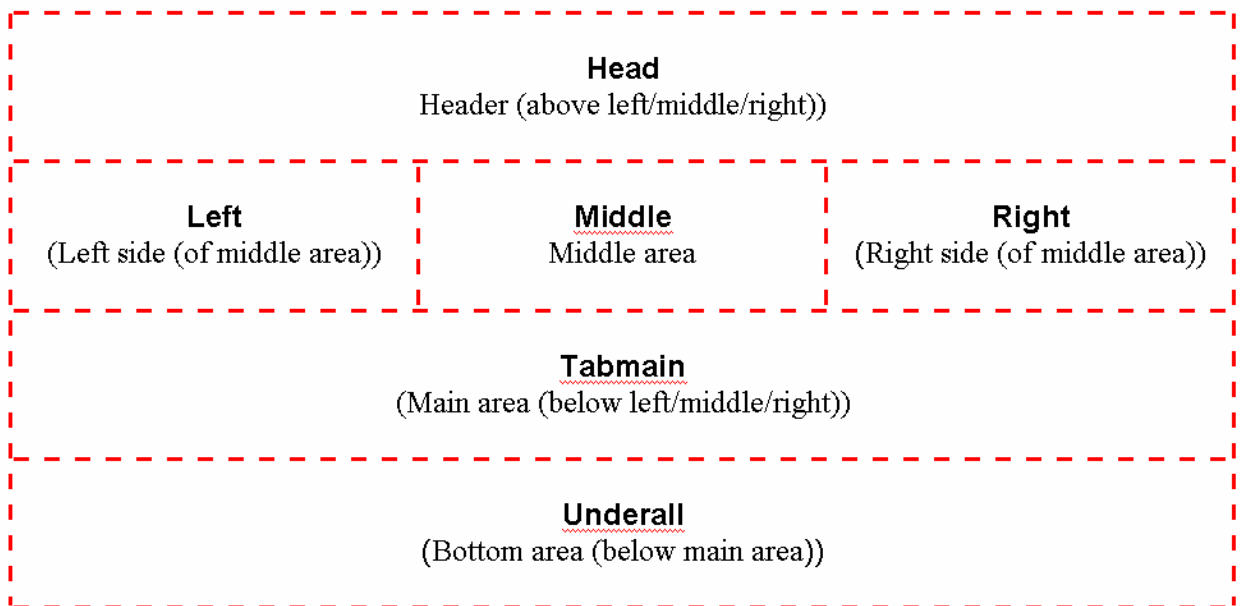 Head
Header (above left/middle/right))
Left
(Left side (of middle area))
Middle
Middle area
Right
(Right side (of middle area))
Tabmain
(Main area (below left/middle/right))
Underall
(Bottom area (below main area))